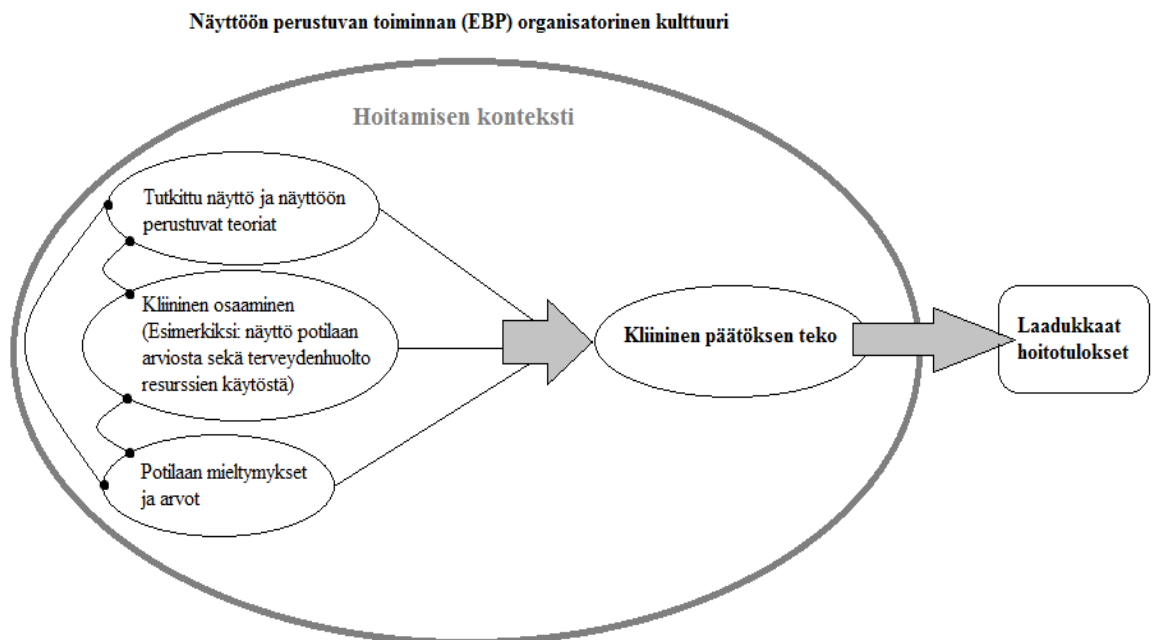 Näyttöön perustuvan toiminnan (EBP) organisatorinen kulttuuri
Hoitamisen konteksti
Tutkittu näyttö ja näyttöön
perustuvat teoriat
Kliininen osaaminen
(Esimerkiksi: näyttö potilaan
arviosta sekä terveydenhuolto
resurssien käytöstä)
Potilaan mieltymykset
ja arvot
Kliininen päätöksen teko
Laadukkaat
hoitotulokset